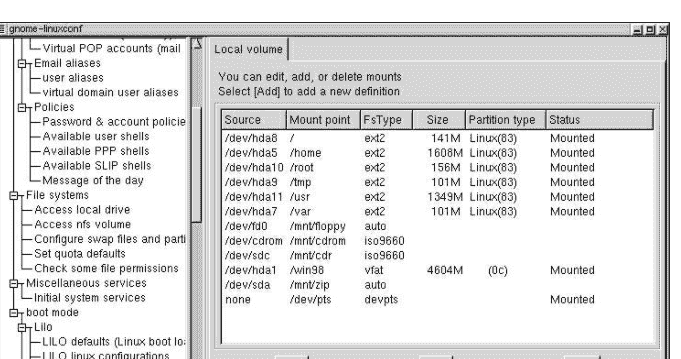 gnome-linuxconf
Virtual POP accounts (mail
Email aliases
user aliases
virtual domain user aliases
Policies
Password & account policie
Available user shells
Available PPP shells
Available SLIP shells
Message of the day
File systems
Access local drive
Access nfs volume
Configure swap files and parti
Set quota defaults
Check some file permissions
Miscellaneous services
Initial system services
boot mode
Lilo
LILO defaults (Linux boot lo
LILO linux configurations
Local volume
You can edit, add, or delete mounts
Select [Add] to add a new definition
Source Mount point FsType Size Partition type Status
/dev/hda8 / ext2 141M Linux(83) Mounted
/dev/hda5 /home ext2 1608M Linux(83) Mounted
/dev/hda10 /root ext2 156M Linux(83) Mounted
/dev/hda9 /tmp ext2 101M Linux(83) Mounted
/dev/hda11 /usr ext2 1349M Linux(83) Mounted
/dev/hda7 /var ext2 101M Linux(83) Mounted
/dev/fd0 /mnt/floppy auto
/dev/cdrom /mnt/cdrom iso9660
/dev/sdc /mnt/cdr iso9660
/dev/hda1 /win98 vfat 4604M (0c) Mounted
/dev/sda /mnt/zip auto
none /dev/pts devpts Mounted